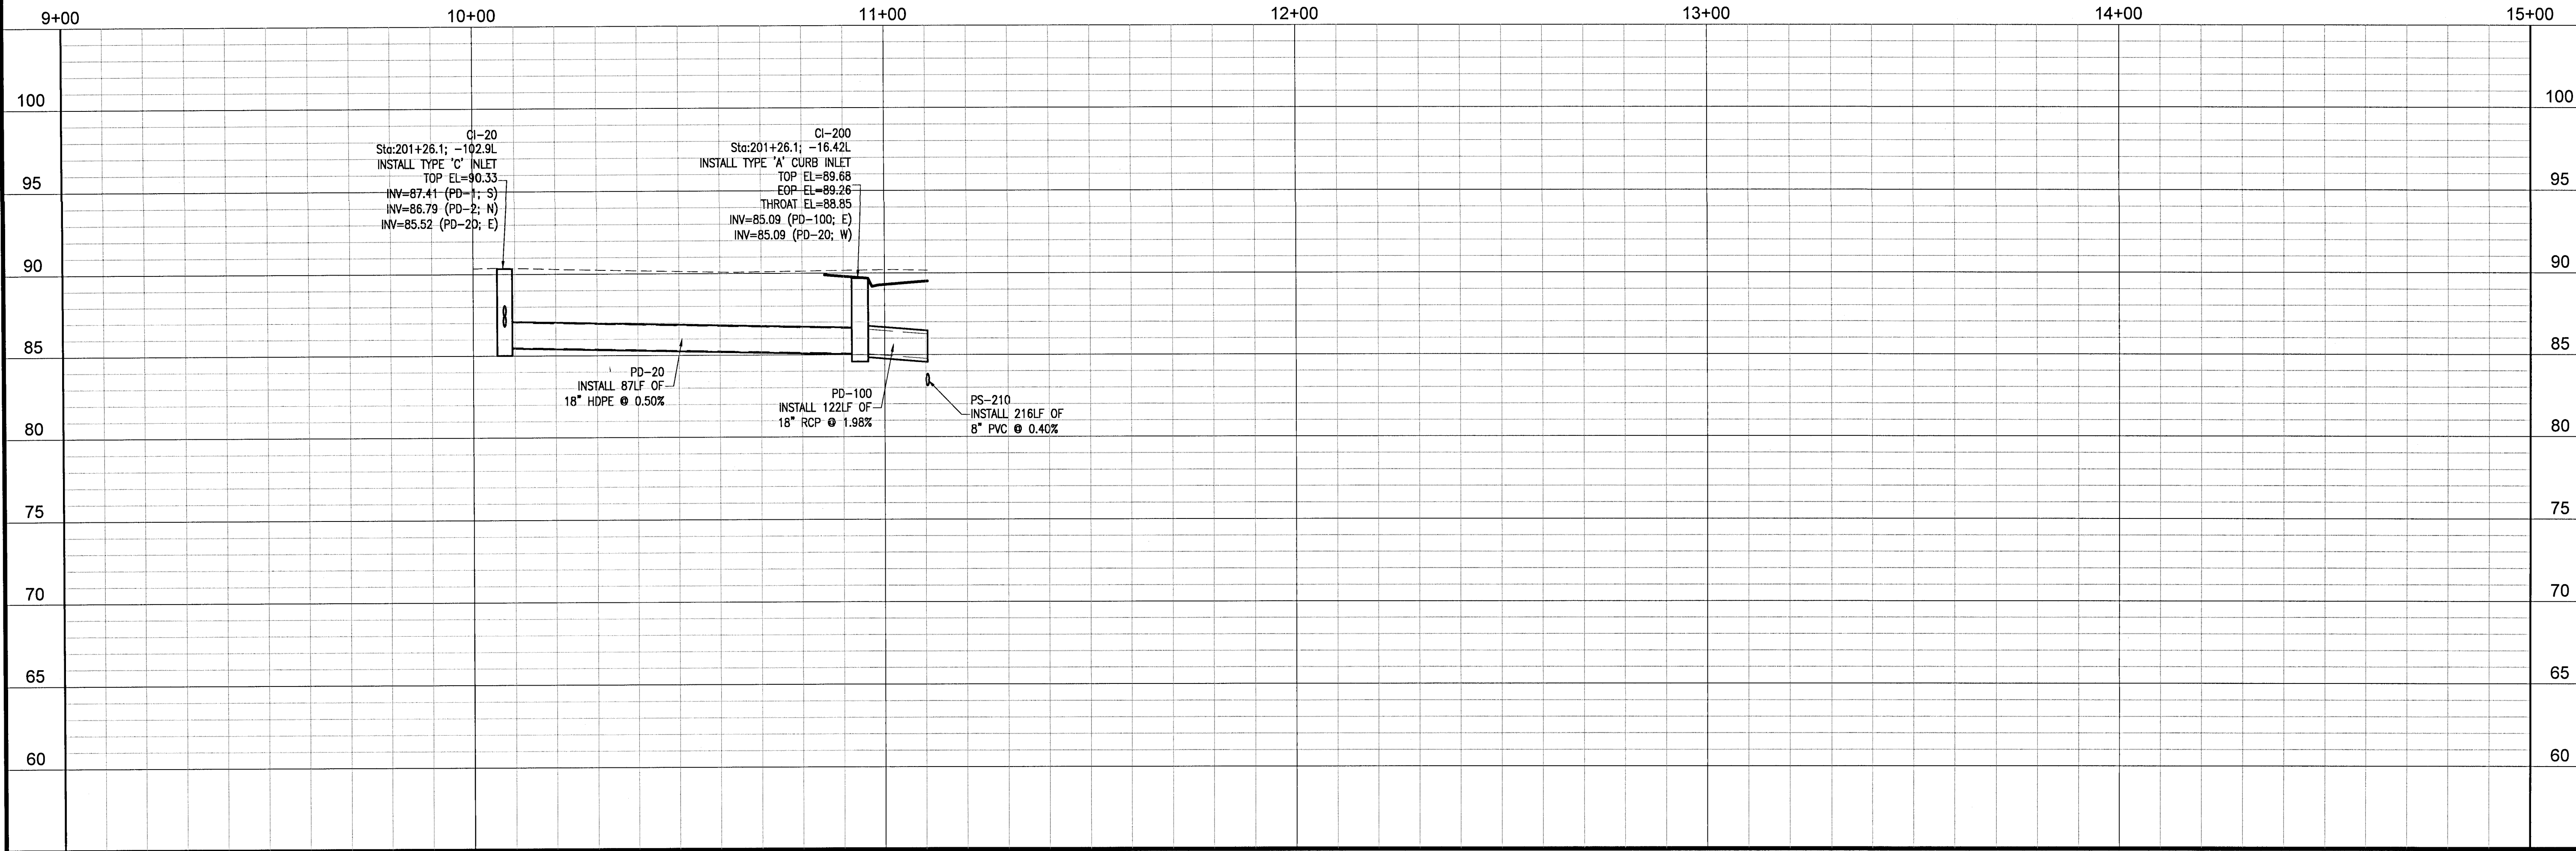 9+00
10+00
11+00
12+00
13+00
14+00
15+00
100
95
90
85
80
75
70
65
60
CI-20
Sta:201+26.1; -102.9L
INSTALL TYPE 'C' INLET
TOP EL=90.33
INV=87.41 (PD-1; S)
INV=86.79 (PD-2; N)
INV=85.52 (PD-20; E)
CI-200
Sta:201+26.1; -16.42L
INSTALL TYPE 'A' CURB INLET
TOP EL=89.68
EOP EL=89.26
THROAT EL=88.85
INV=85.09 (PD-100; E)
INV=85.09 (PD-20; W)
PD-20
INSTALL 87LF OF
18" HDPE @ 0.50%
PD-100
INSTALL 122LF OF
18" RCP @ 1.98%
PS-210
INSTALL 216LF OF
8" PVC @ 0.40%
100
95
90
85
80
75
70
65
60